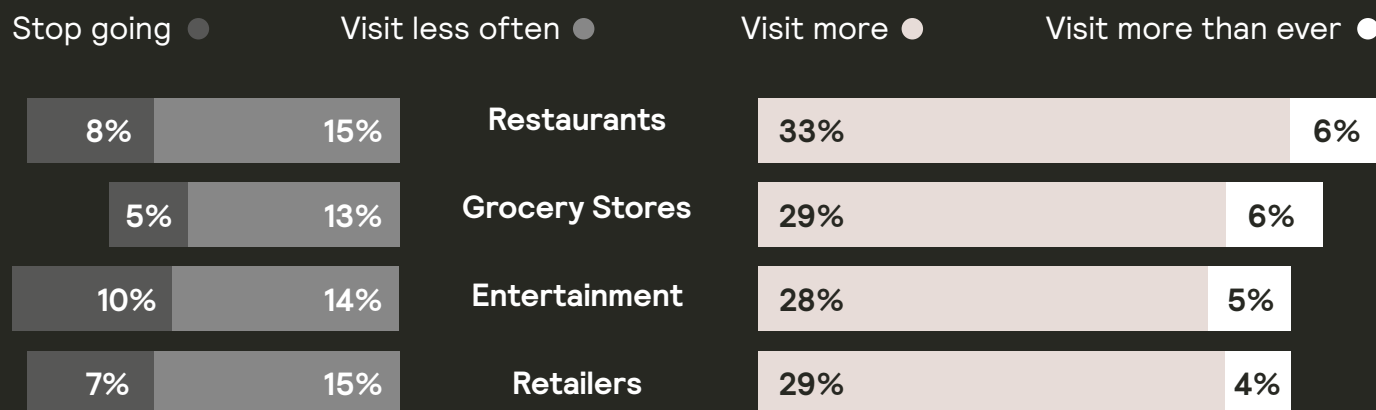 Stop going Visit less often Visit more Visit more than ever
8% 15% Restaurants 33% 6%
5% 13% Grocery Stores 29% 6%
10% 14% Entertainment 28% 5%
7% 15% Retailers 29% 4%